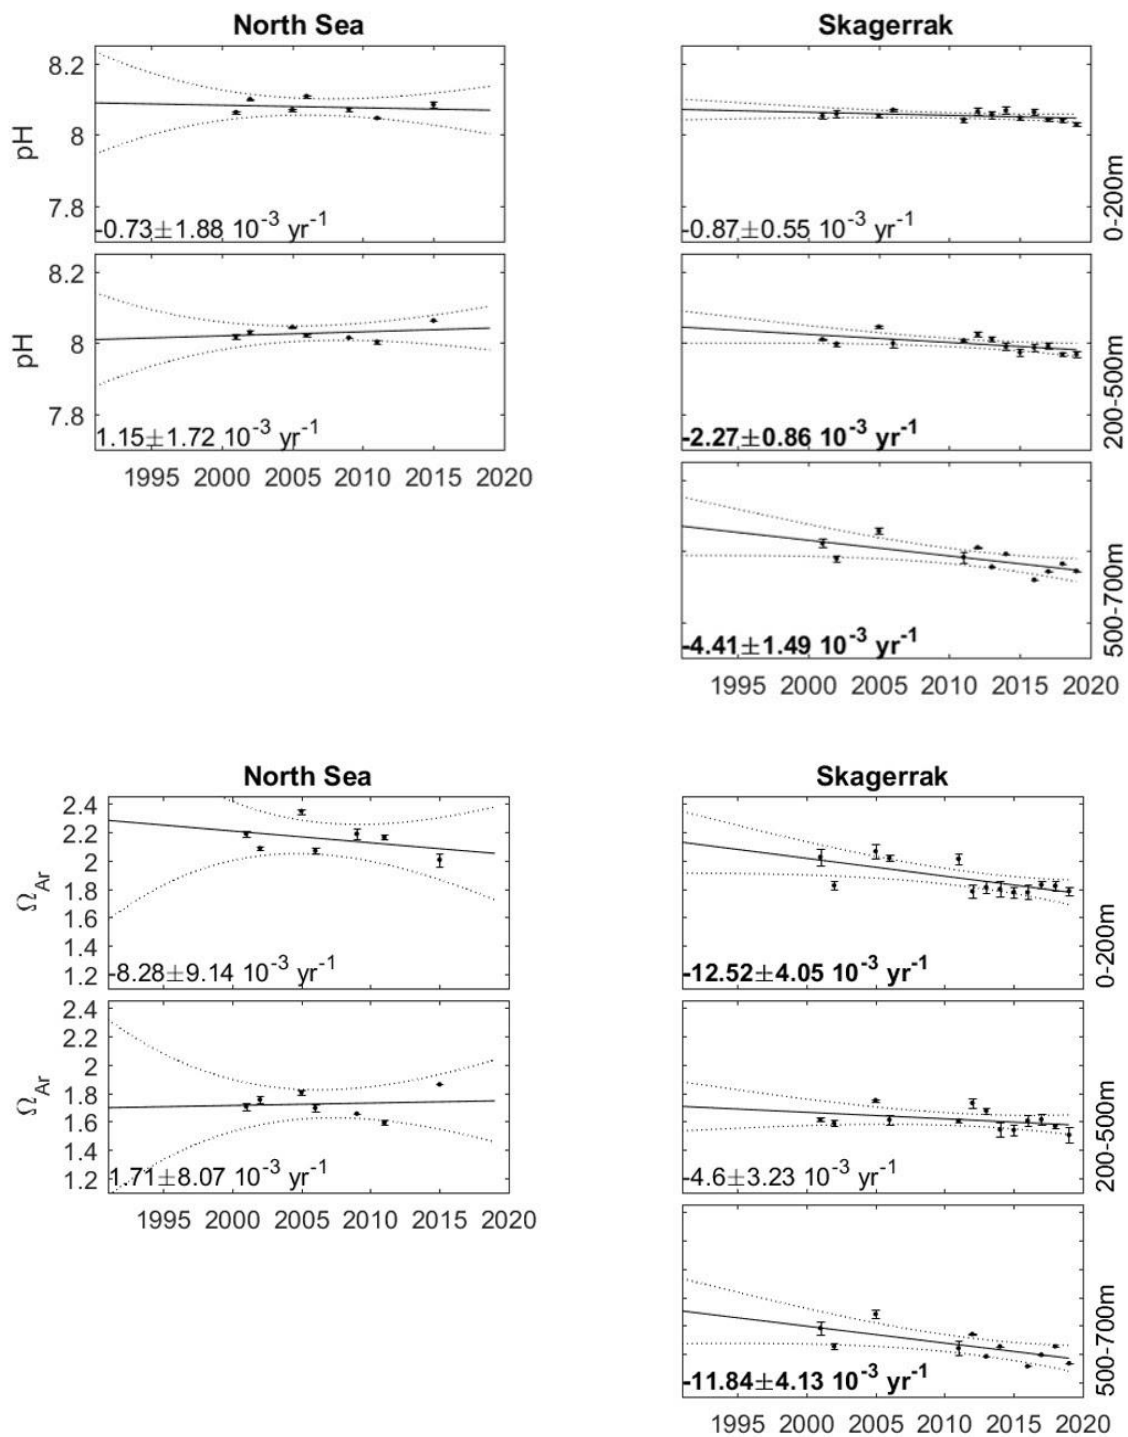 North Sea
Skagerrak
8.2
8
7.8
pH
-0.73±1.88 10⁻³ yr⁻¹
-0.87±0.55 10⁻³ yr⁻¹
0-200m
8.2
8
7.8
pH
1.15±1.72 10⁻³ yr⁻¹
-2.27±0.86 10⁻³ yr⁻¹
200-500m
1995 2000 2005 2010 2015 2020
-4.41±1.49 10⁻³ yr⁻¹
500-700m
1995 2000 2005 2010 2015 2020
North Sea
Skagerrak
2.4
2.2
2
1.8
1.6
1.4
1.2
Ω_Ar
-8.28±9.14 10⁻³ yr⁻¹
-12.52±4.05 10⁻³ yr⁻¹
0-200m
2.4
2.2
2
1.8
1.6
1.4
1.2
Ω_Ar
1.71±8.07 10⁻³ yr⁻¹
-4.6±3.23 10⁻³ yr⁻¹
200-500m
1995 2000 2005 2010 2015 2020
-11.84±4.13 10⁻³ yr⁻¹
500-700m
1995 2000 2005 2010 2015 2020